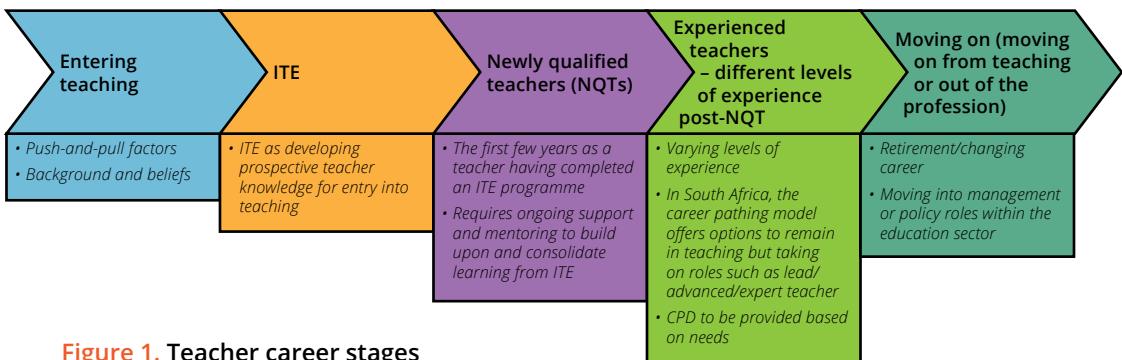 Entering
teaching
• Push-and-pull factors
• Background and beliefs
ITE
• ITE as developing
prospective teacher
knowledge for entry into
teaching
Newly qualified
teachers (NQTs)
• The first few years as a
teacher having completed
an ITE programme
• Requires ongoing support
and mentoring to build
upon and consolidate
learning from ITE
Experienced
teachers
– different levels
of experience
post-NQT
• Varying levels of
experience
• In South Africa, the
career pathing model
offers options to remain
in teaching but taking
on roles such as lead/
advanced/expert teacher
• CPD to be provided based
on needs
Moving on (moving
on from teaching
or out of the
profession)
• Retirement/changing
career
• Moving into management
or policy roles within the
education sector
Figure 1. Teacher career stages